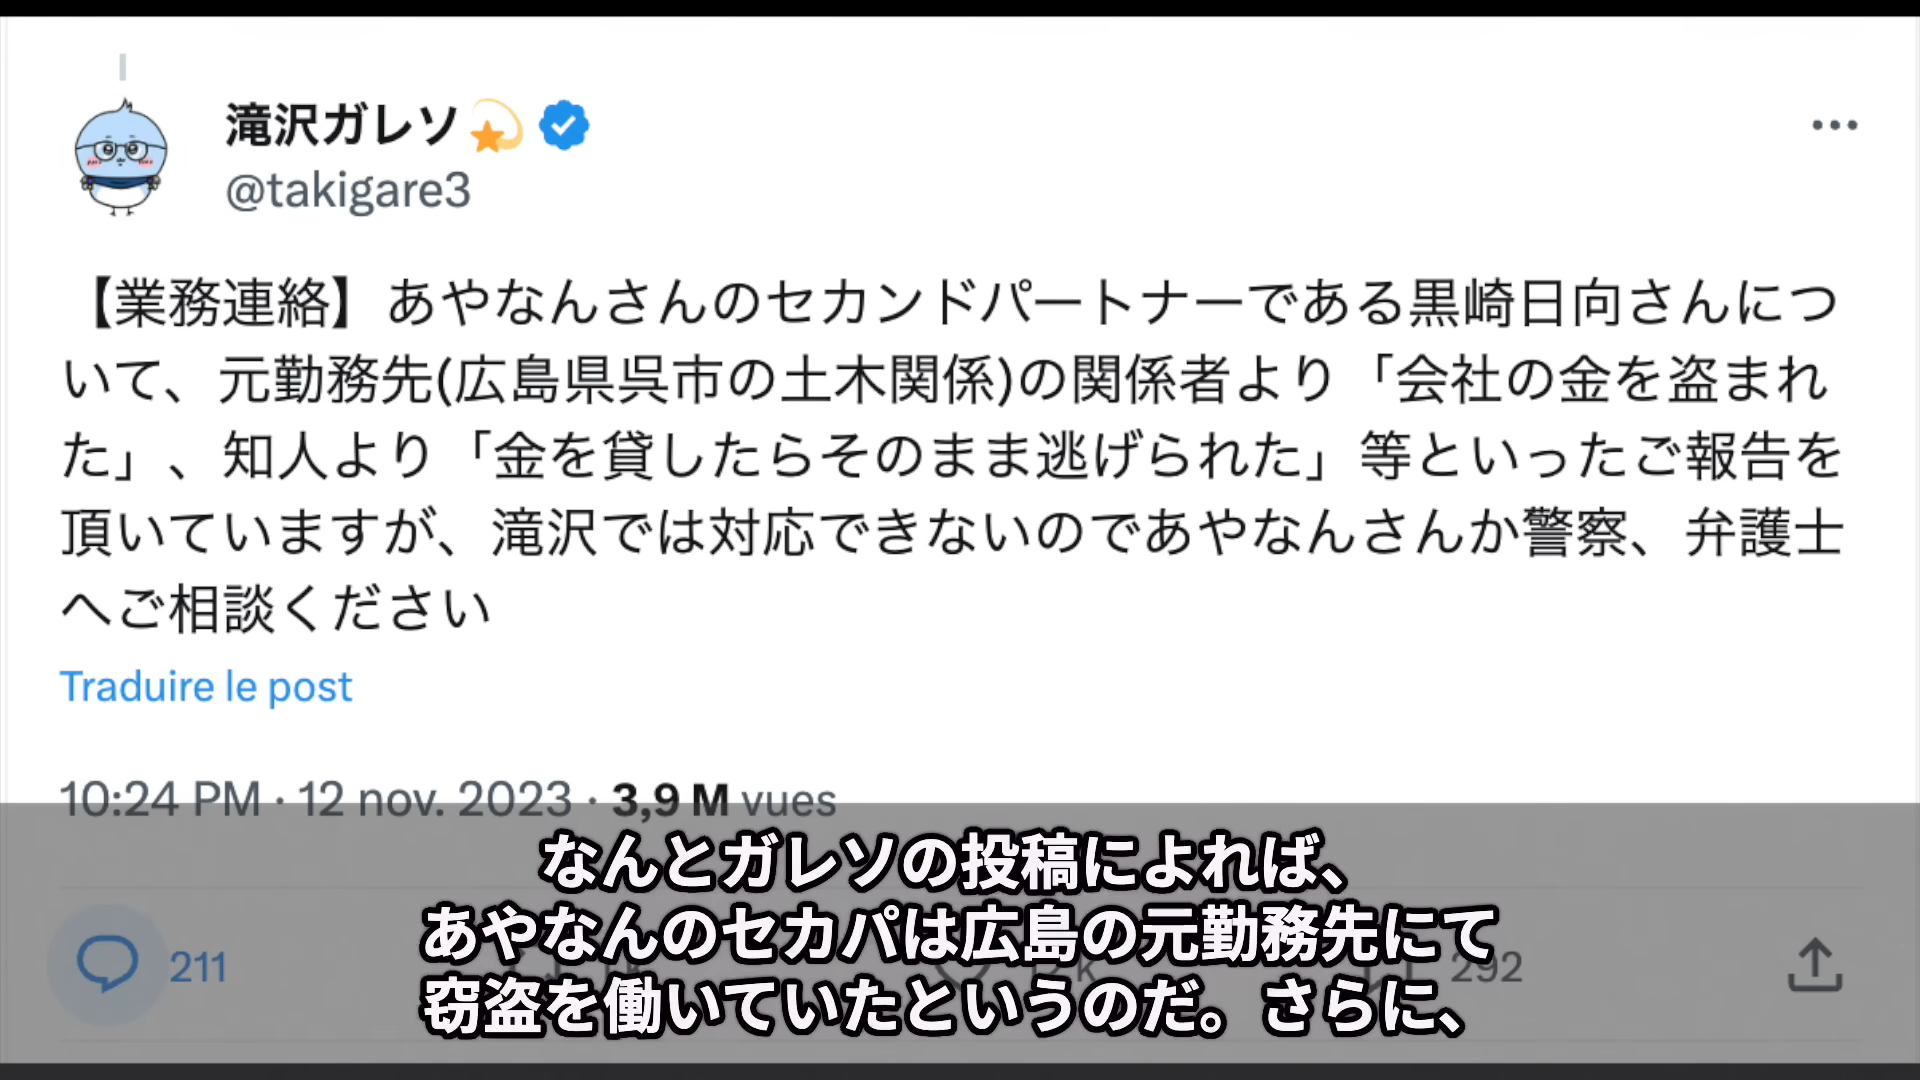 滝沢ガレソ
@takigare3
【業務連絡】あやなんさんのセカンドパートナーである黒崎日向さんにつ
いて、元勤務先(広島県呉市の土木関係)の関係者より「会社の金を盗まれ
た」、知人より「金を貸したらそのまま逃げられた」等といったご報告を
頂いていますが、滝沢では対応できないのであやなんさんか警察、弁護士
へご相談ください
Traduire le post
10:24 PM · 12 nov. 2023 · 3,9 M vues
なんとガレソの投稿によれば、
あやなんのセカパは広島の元勤務先にて
窃盗を働いていたというのだ。さらに、
211
292